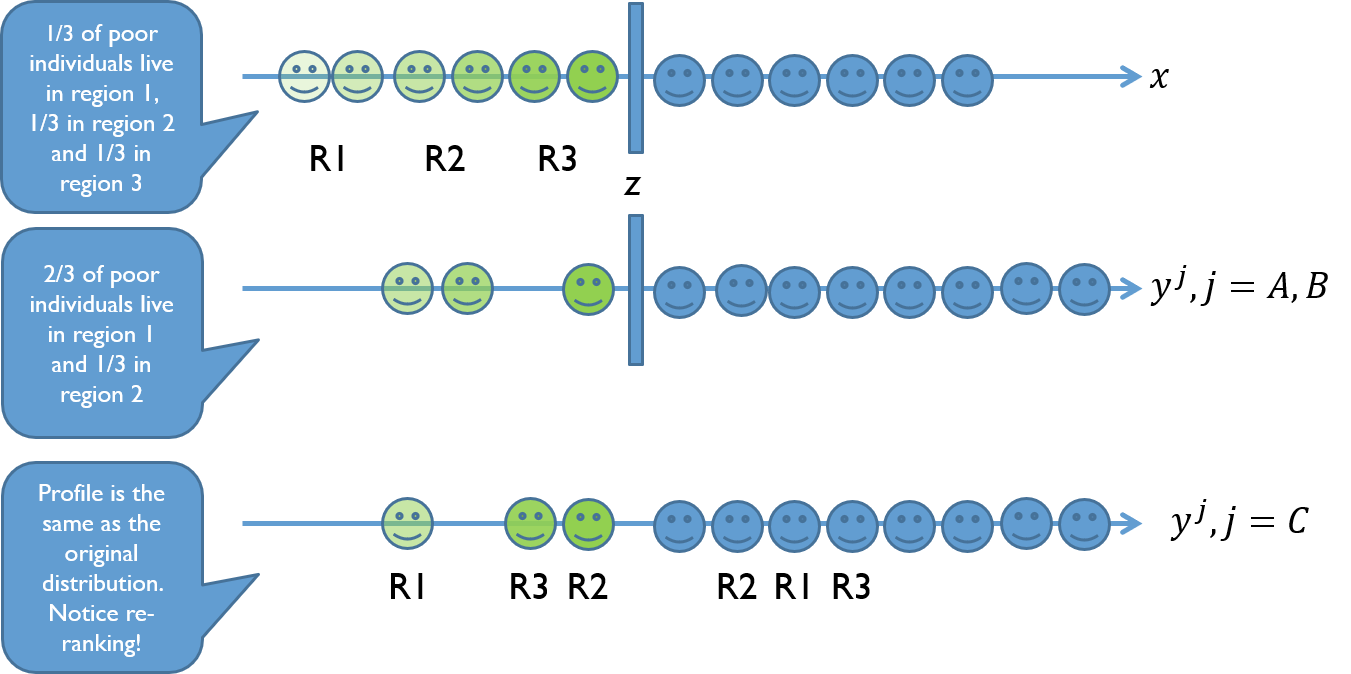 1/3 of poor
individuals live
in region 1,
1/3 in region 2
and 1/3 in
region 3
x
R1 R2 R3
z
2/3 of poor
individuals live
in region 1
and 1/3 in
region 2
y^j, j = A, B
Profile is the
same as the
original
distribution.
Notice re-
ranking!
y^j, j = C
R1 R3 R2 R2 R1 R3